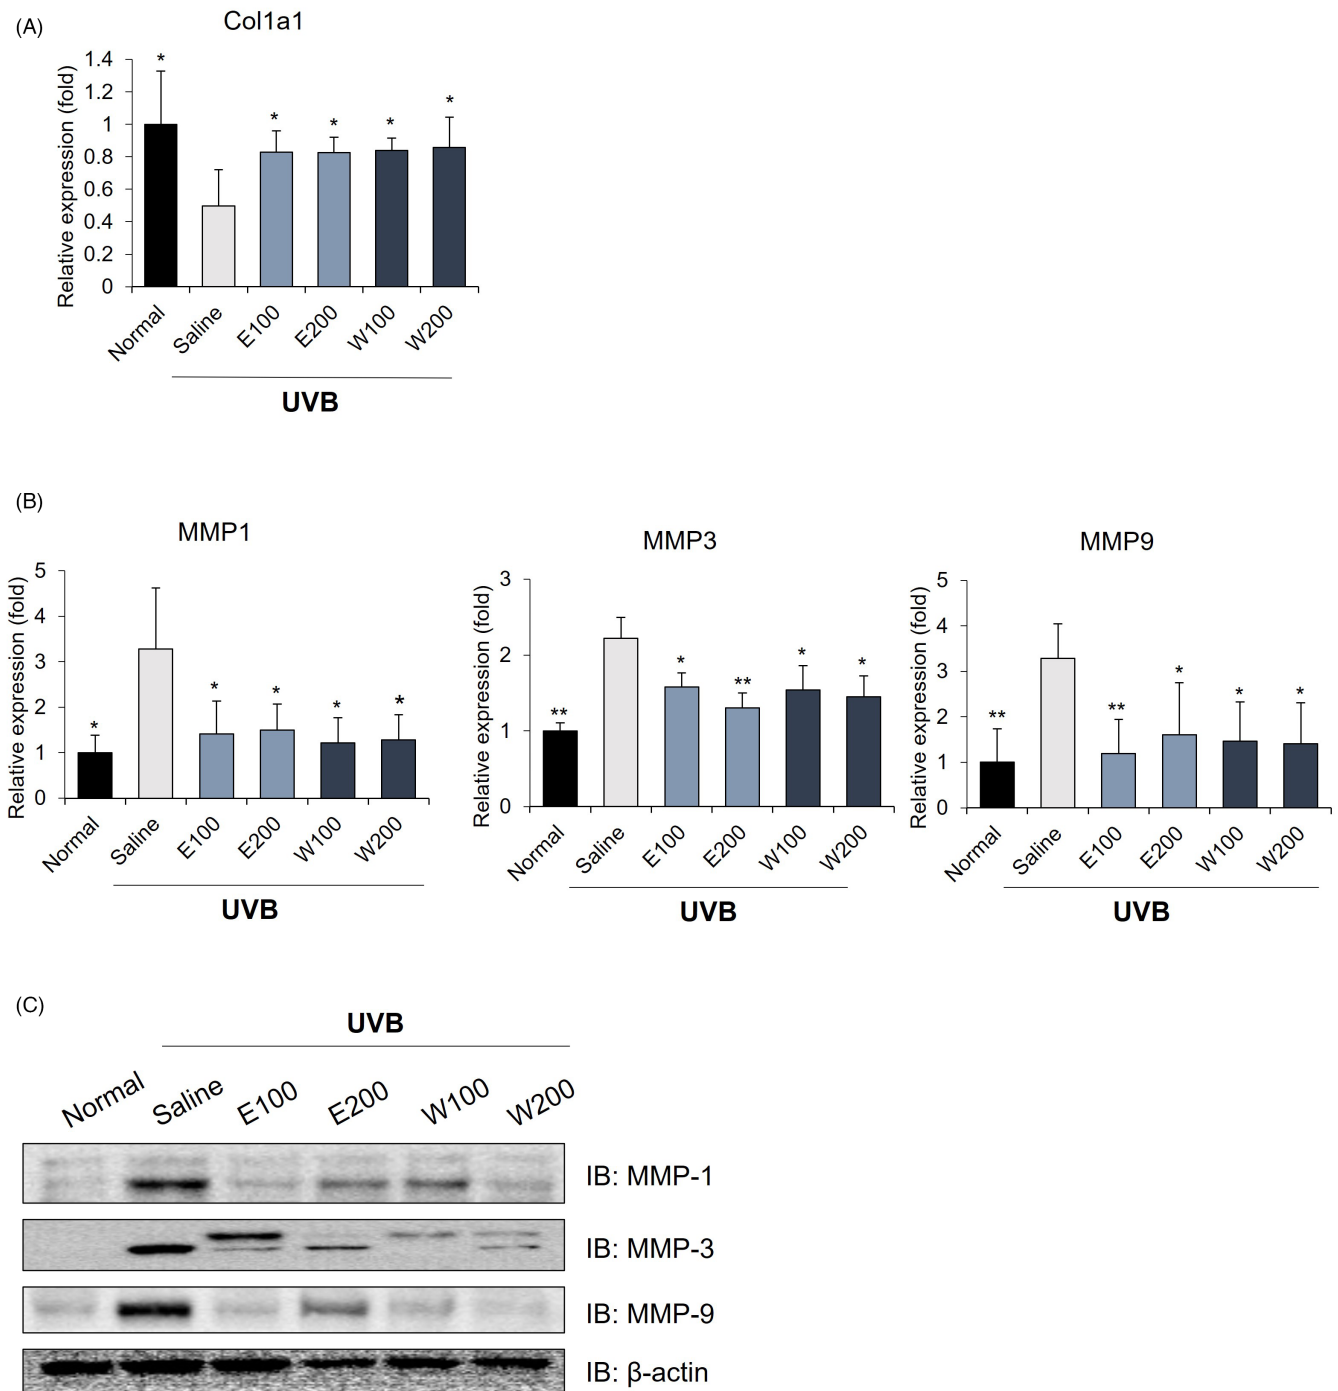 (A)
Col1a1
Relative expression (fold)
1.4
1.2
1
0.8
0.6
0.4
0.2
0
* * * * *
Normal Saline E100 E200 W100 W200
UVB
(B)
MMP1
Relative expression (fold)
5
4
3
2
1
0
* * * * *
Normal Saline E100 E200 W100 W200
UVB
MMP3
Relative expression (fold)
3
2
1
0
** * ** * *
Normal Saline E100 E200 W100 W200
UVB
MMP9
Relative expression (fold)
5
4
3
2
1
0
** ** * * *
Normal Saline E100 E200 W100 W200
UVB
(C)
UVB
Normal Saline E100 E200 W100 W200
IB: MMP-1
IB: MMP-3
IB: MMP-9
IB: β-actin